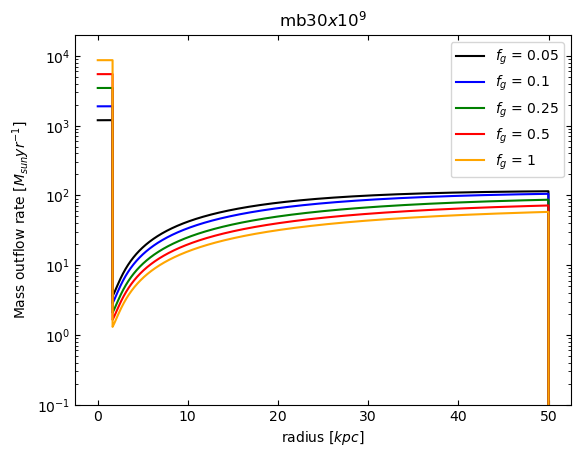 mb30x10⁹
Mass outflow rate [M_sun yr⁻¹]
10⁴
10³
10²
10¹
10⁰
10⁻¹
f_g = 0.05
f_g = 0.1
f_g = 0.25
f_g = 0.5
f_g = 1
0 10 20 30 40 50
radius [kpc]